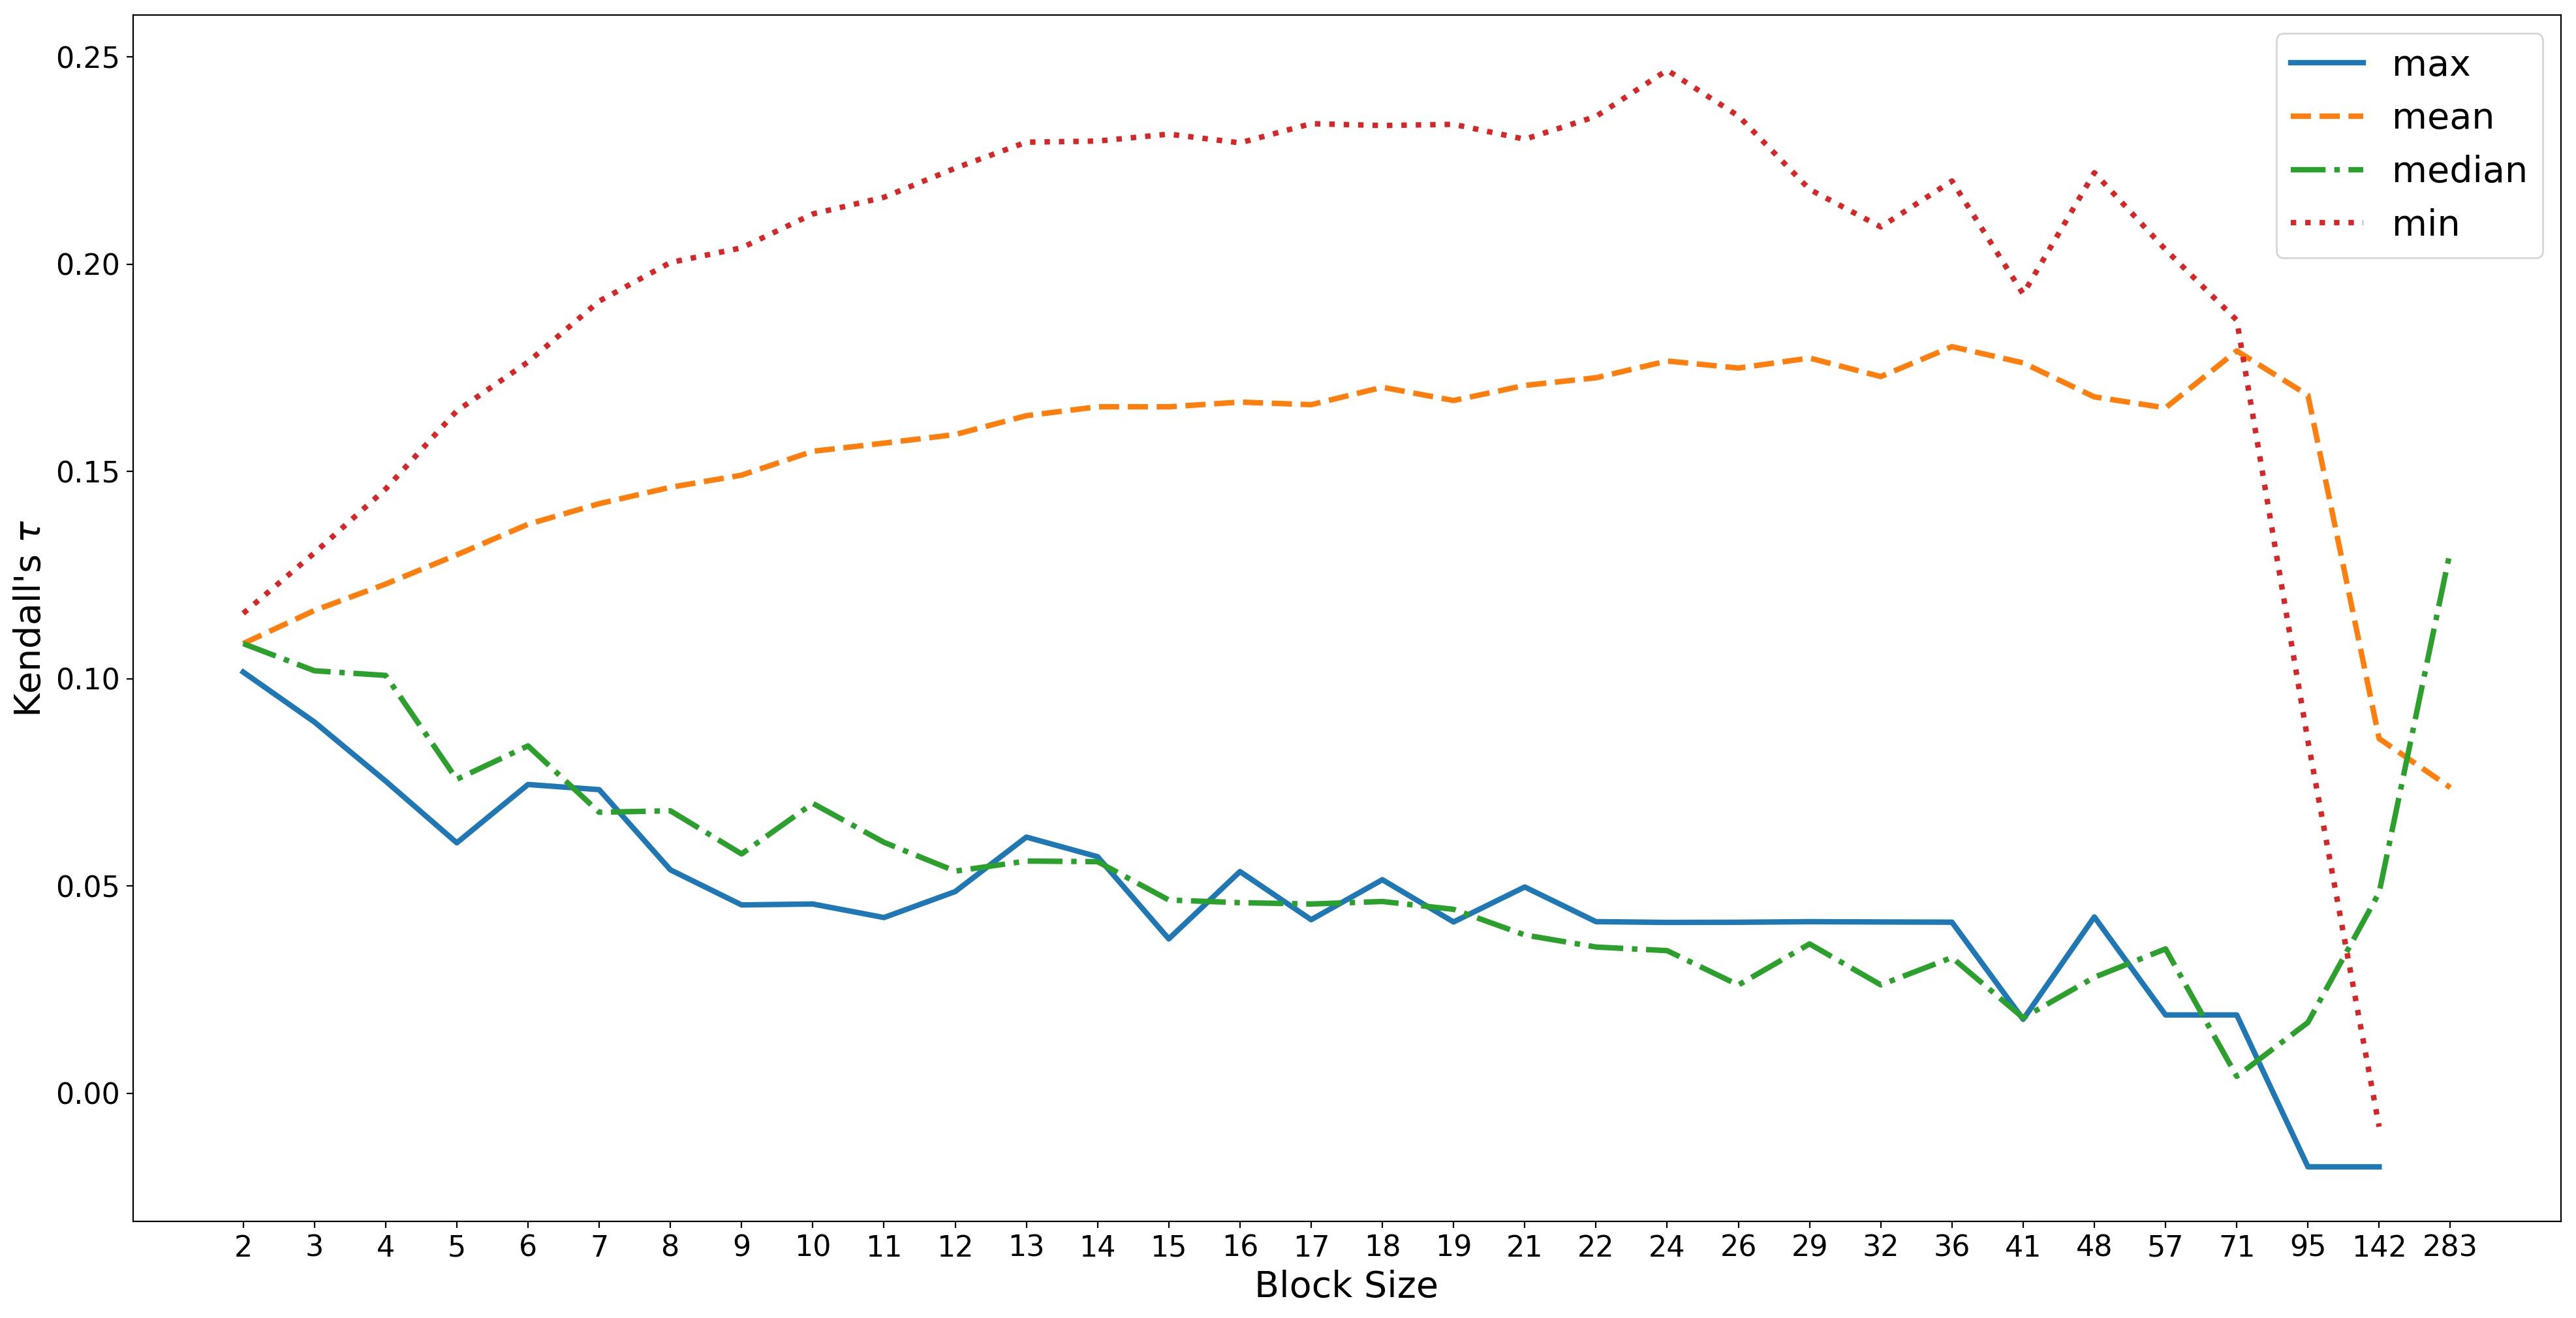 0.25
0.20
0.15
0.10
0.05
0.00
Kendall's τ
max
mean
median
min
2 3 4 5 6 7 8 9 10 11 12 13 14 15 16 17 18 19 21 22 24 26 29 32 36 41 48 57 71 95 142 283
Block Size